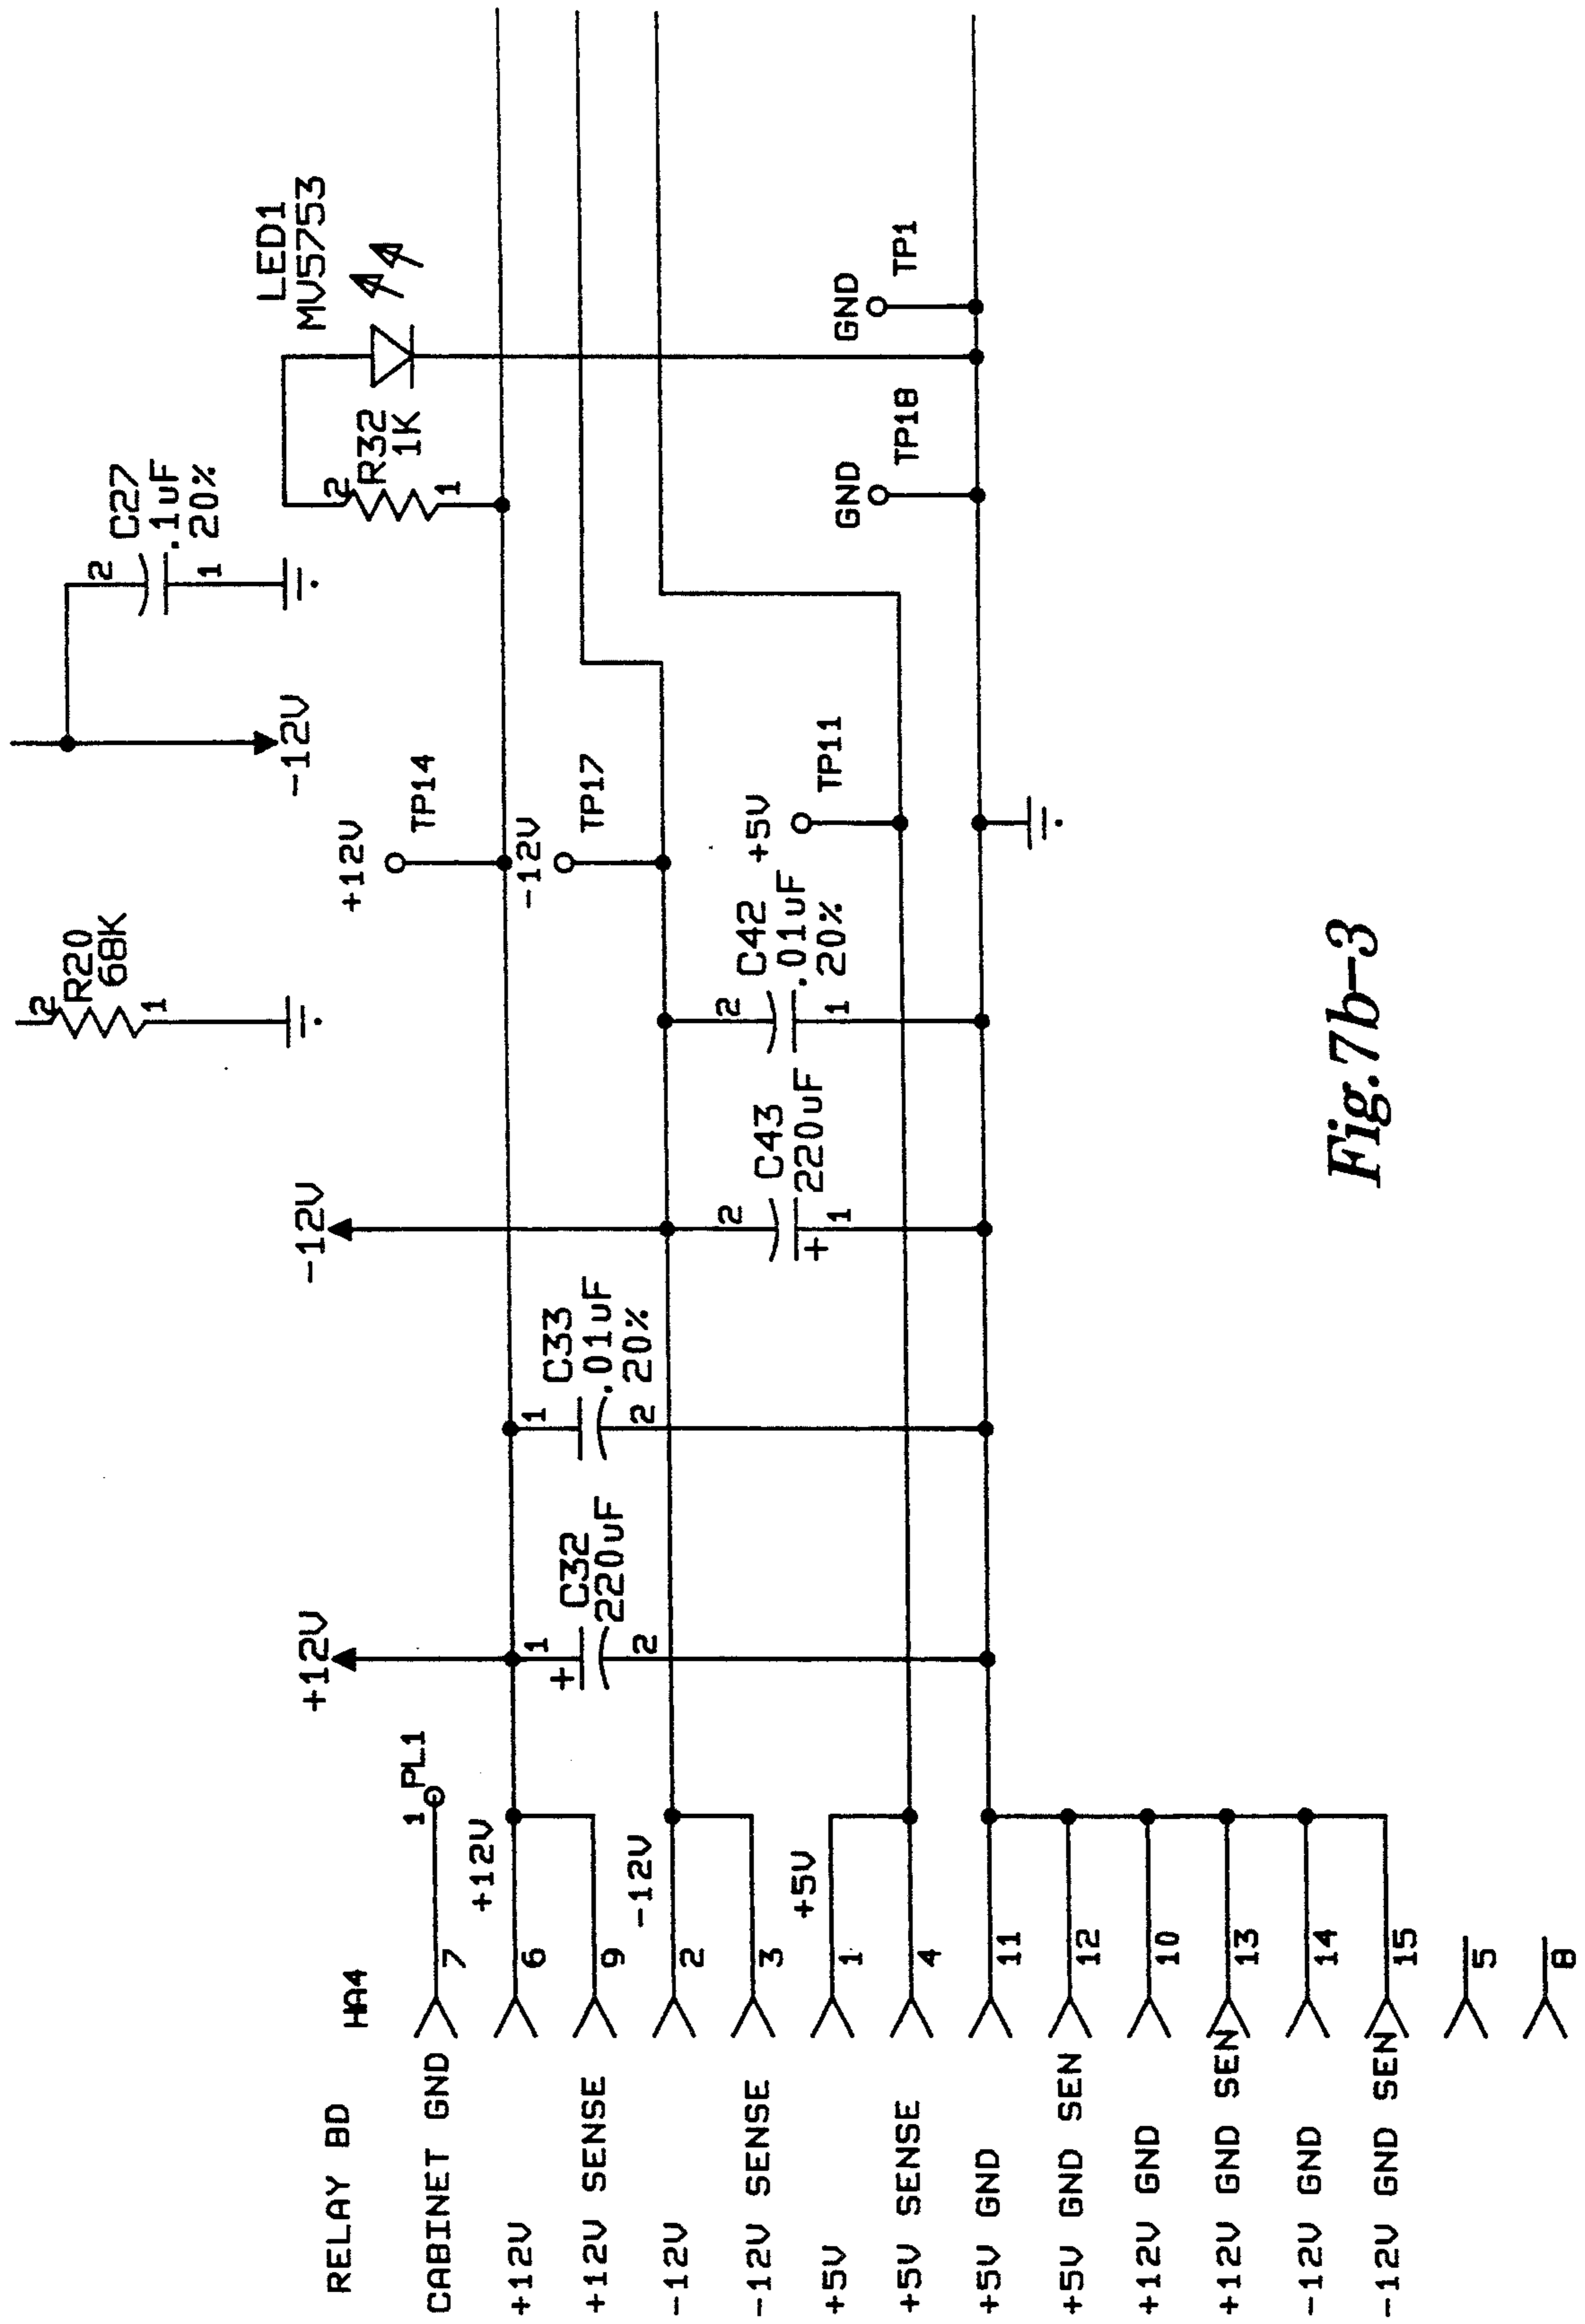 C27
.1uF
20%
2
1
-12V
R20
68K
2
1
LED1
MV5753
R32
1K
2
1
+12V
TP14
-12V
TP17
+5V
TP11
GND
TP18
GND
TP1
+12V
-12V
C32
220uF
+
1
2
C33
.01uF
20%
1
2
C43
220uF
+
2
1
C42
.01uF
20%
2
1
RELAY BD
HA4
CABINET GND 7 1 PL1
+12V 6 +12V
+12V SENSE 9
-12V 2 -12V
-12V SENSE 3
+5V 1 +5V
+5V SENSE 4
+5V GND 11
+5V GND SEN 12
+12V GND 10
+12V GND SEN 13
-12V GND 14
-12V GND SEN 15
5
8
Fig.7b-3